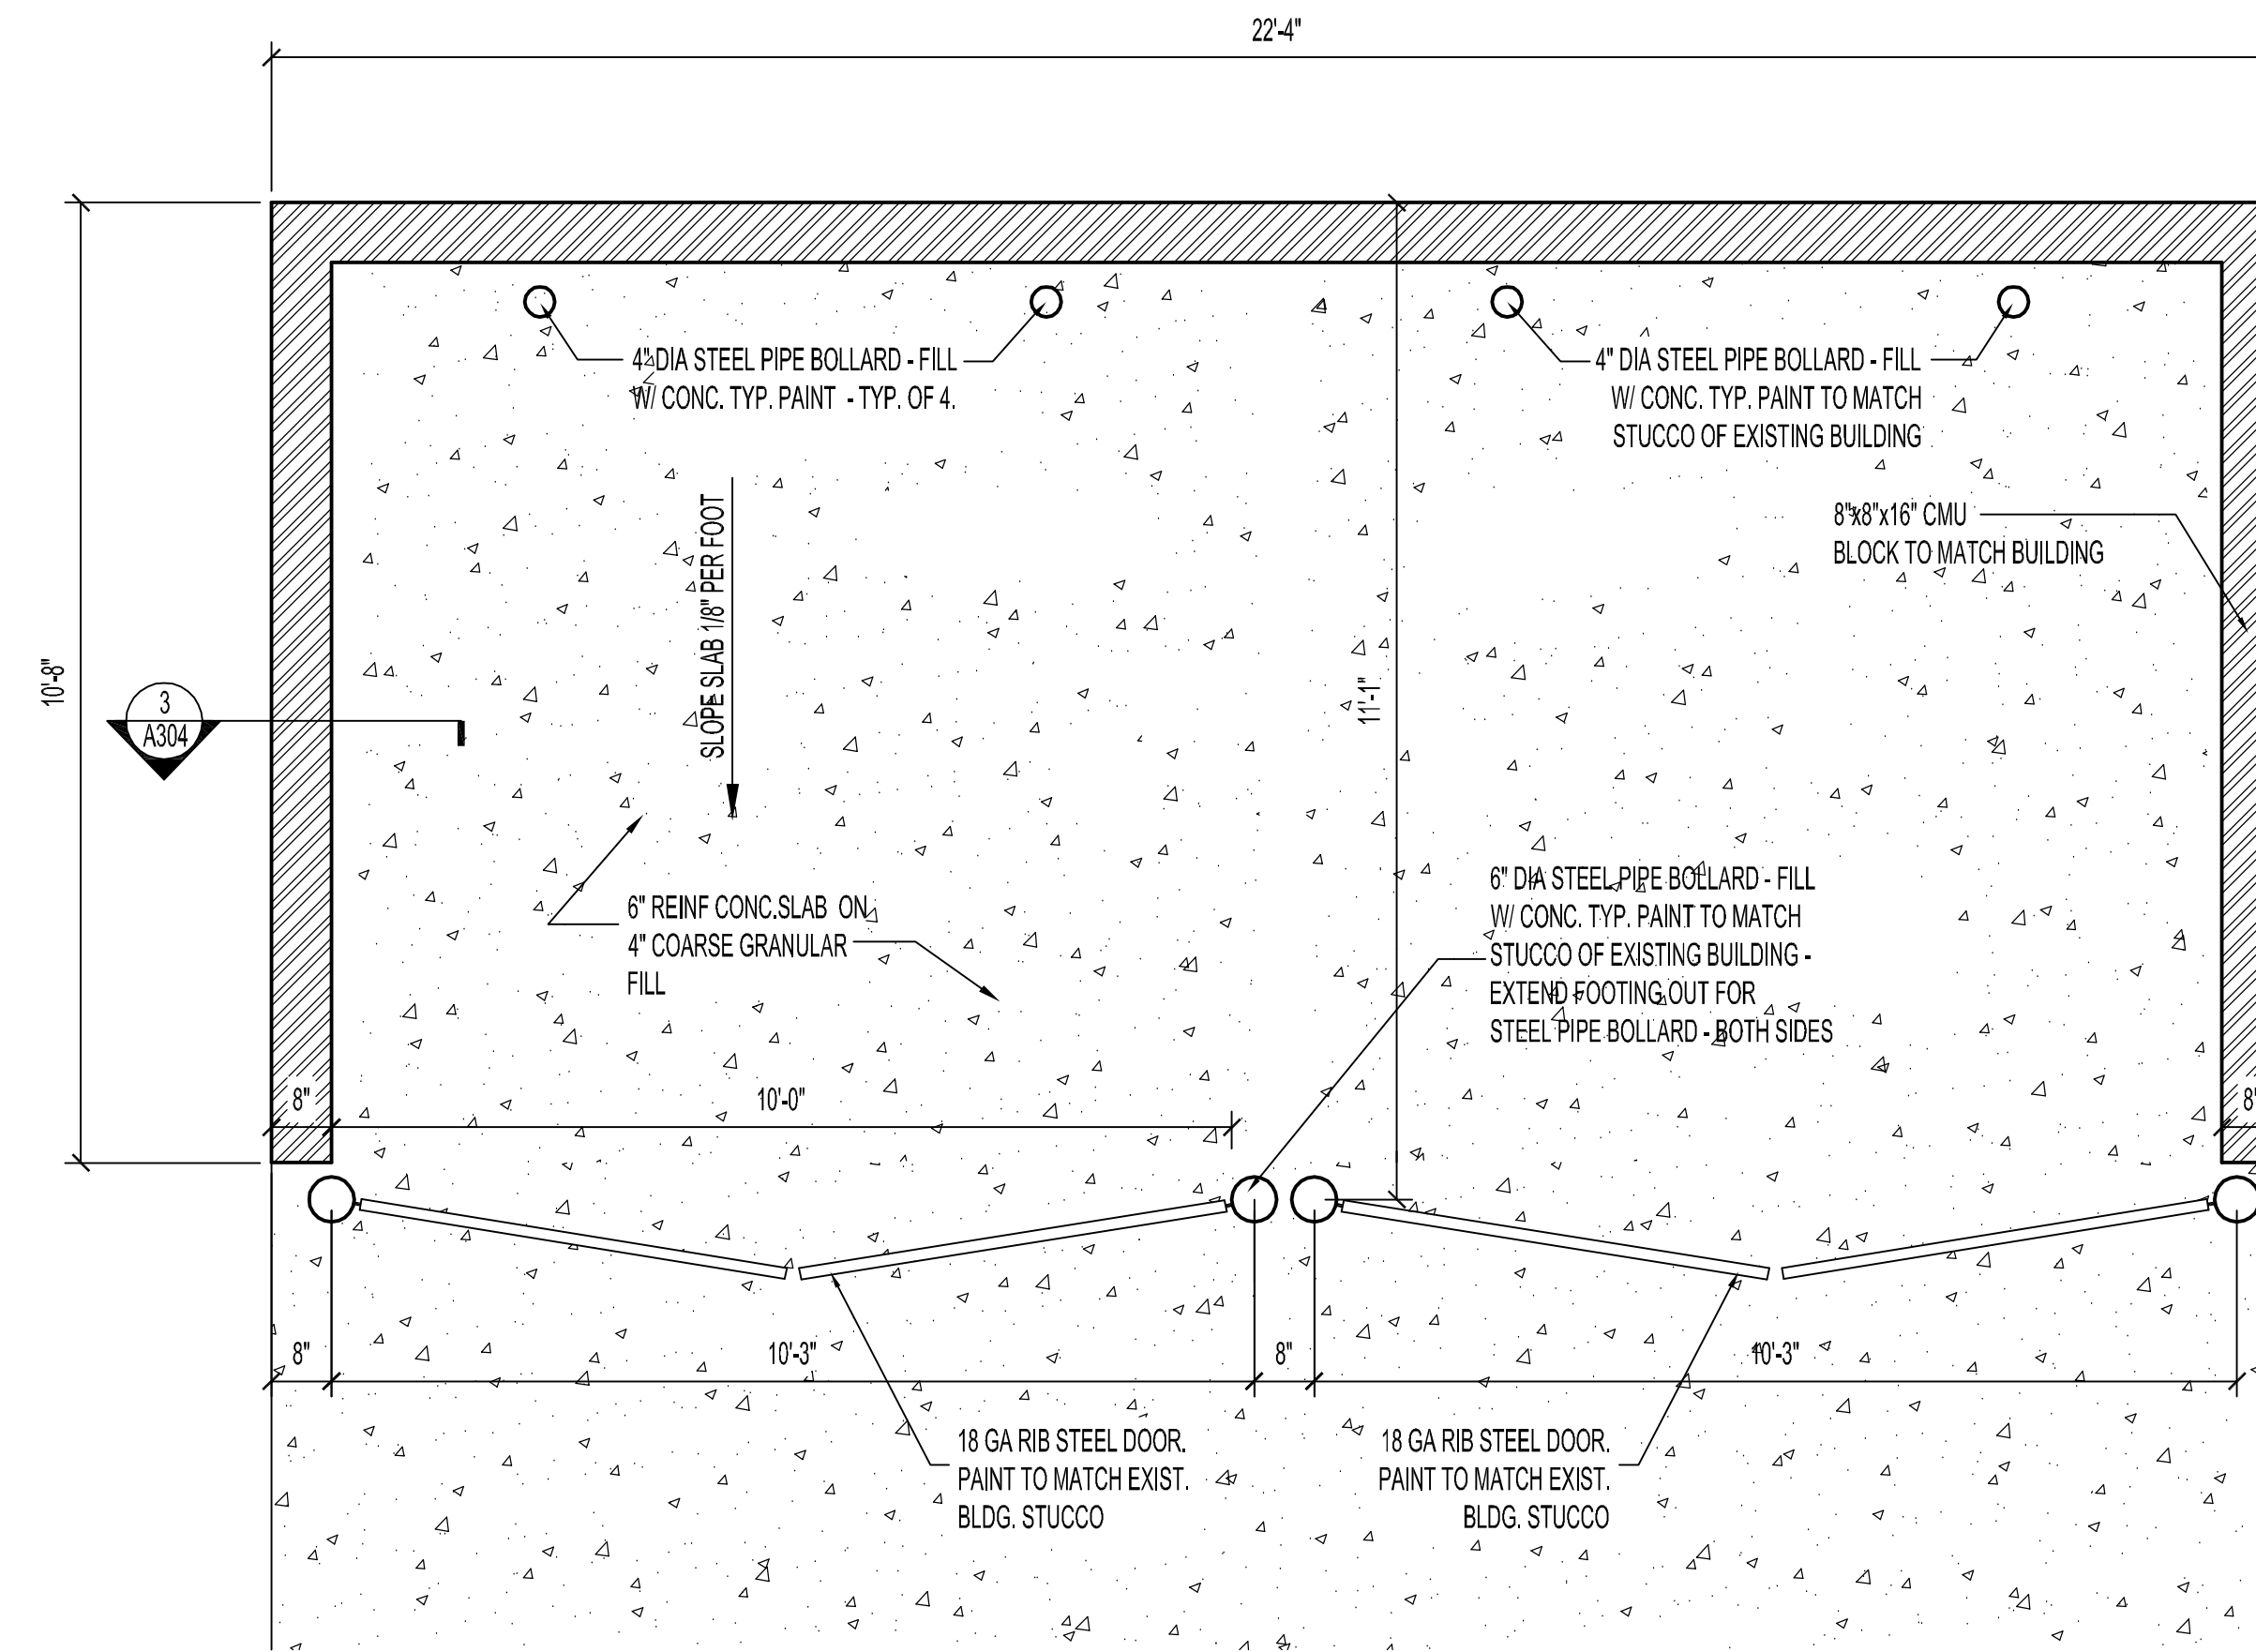 22'-4"
4" DIA STEEL PIPE BOLLARD - FILL
W/ CONC. TYP. PAINT - TYP. OF 4.
4" DIA STEEL PIPE BOLLARD - FILL
W/ CONC. TYP. PAINT TO MATCH
STUCCO OF EXISTING BUILDING
8"x8"x16" CMU
BLOCK TO MATCH BUILDING
SLOPE SLAB 1/8" PER FOOT
10'-8"
3
A304
11'-1"
6" REINF CONC.SLAB ON
4" COARSE GRANULAR
FILL
6" DIA STEEL PIPE BOLLARD - FILL
W/ CONC. TYP. PAINT TO MATCH
STUCCO OF EXISTING BUILDING -
EXTEND FOOTING OUT FOR
STEEL PIPE BOLLARD - BOTH SIDES
8"
10'-0"
8"
8"
10'-3"
8"
10'-3"
18 GA RIB STEEL DOOR.
PAINT TO MATCH EXIST.
BLDG. STUCCO
18 GA RIB STEEL DOOR.
PAINT TO MATCH EXIST.
BLDG. STUCCO